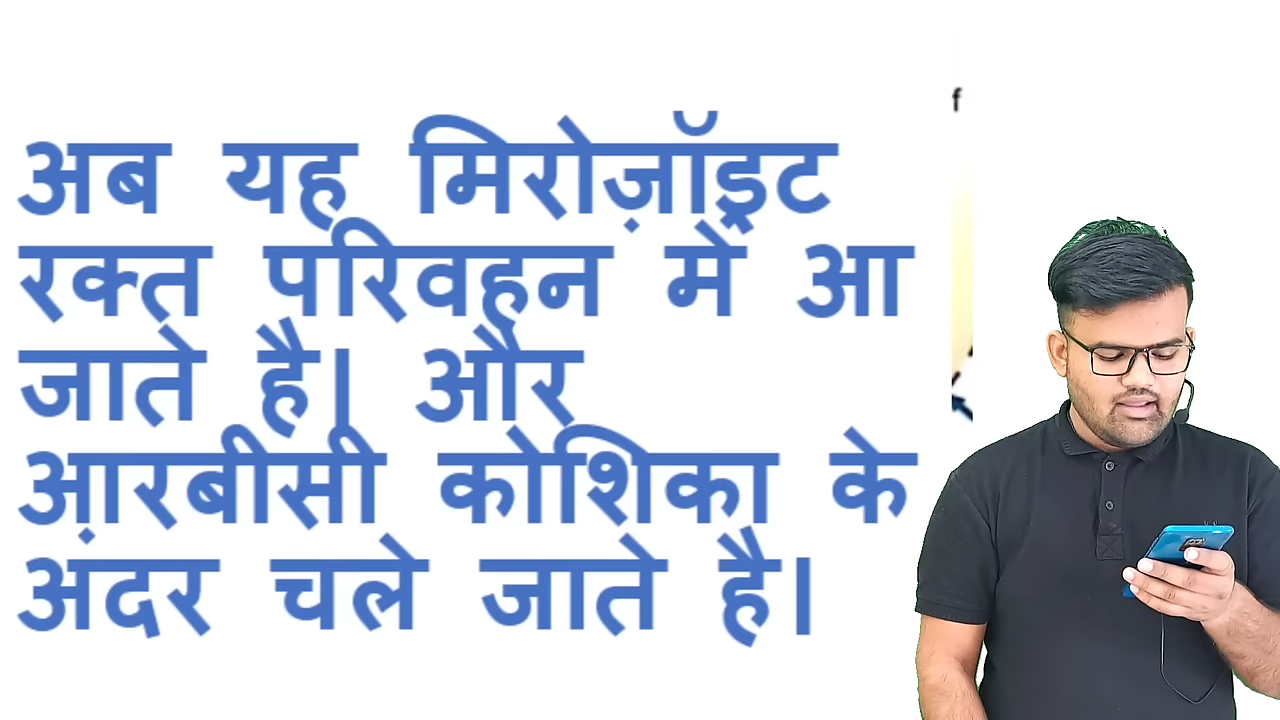 अब यह मिरोज़ॉइट
रक्त परिवहन में आ
जाते है। और
आरबीसी कोशिका के
अंदर चले जाते है।
f